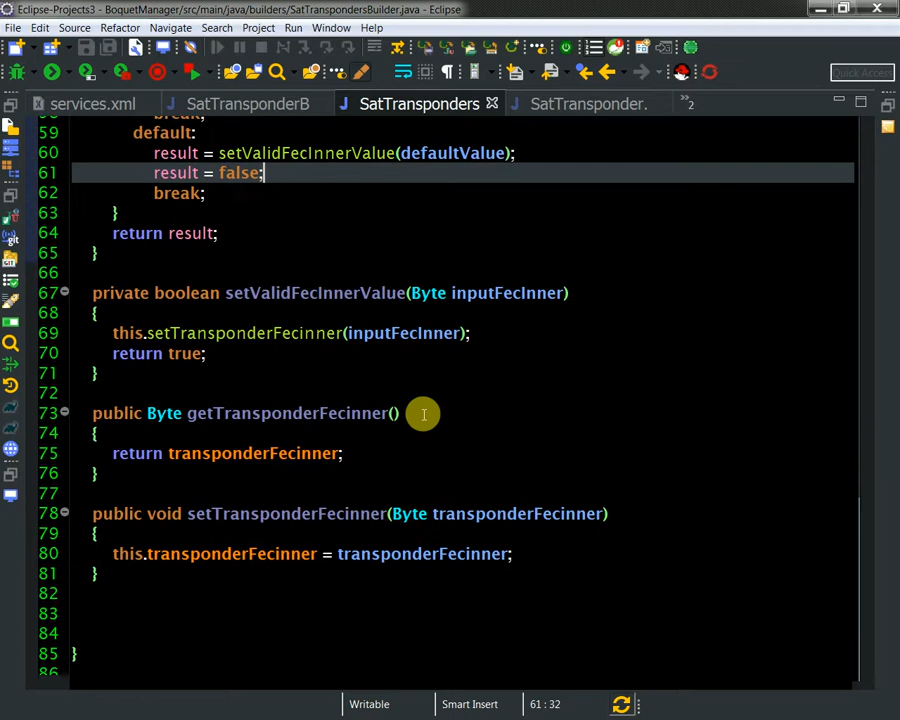 Eclipse-Projects3 - BoquetManager/src/main/java/builders/SatTranspondersBuilder.java - Eclipse
File Edit Source Refactor Navigate Search Project Run Window Help
Quick Access
services.xml SatTransponderB SatTransponders SatTransponder. »2
58 break;
59 default:
60 result = setValidFecInnerValue(defaultValue);
61 result = false;
62 break;
63 }
64 return result;
65 }
66
67 private boolean setValidFecInnerValue(Byte inputFecInner)
68 {
69 this.setTransponderFecinner(inputFecInner);
70 return true;
71 }
72
73 public Byte getTransponderFecinner()
74 {
75 return transponderFecinner;
76 }
77
78 public void setTransponderFecinner(Byte transponderFecinner)
79 {
80 this.transponderFecinner = transponderFecinner;
81 }
82
83
84
85 }
86
Writable Smart Insert 61 : 32